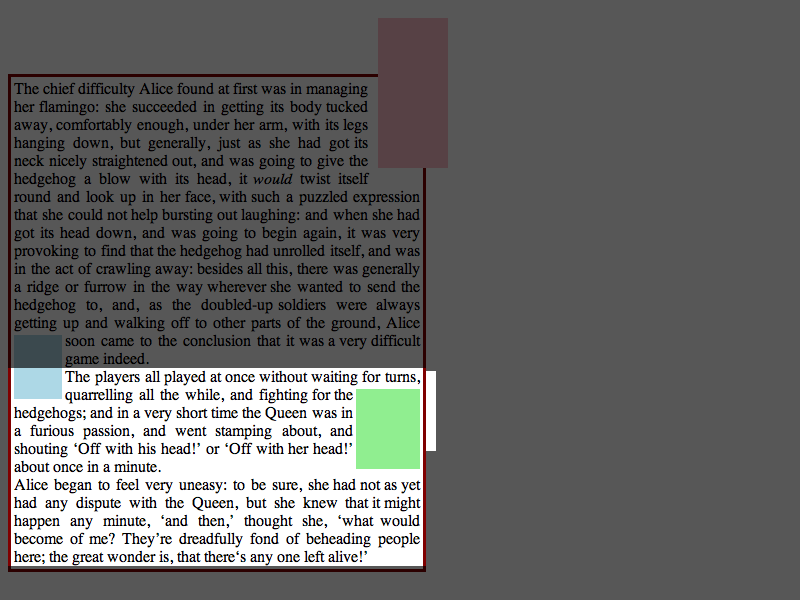 The chief difficulty Alice found at first was in managing
her flamingo: she succeeded in getting its body tucked
away, comfortably enough, under her arm, with its legs
hanging down, but generally, just as she had got its
neck nicely straightened out, and was going to give the
hedgehog a blow with its head, it would twist itself
round and look up in her face, with such a puzzled expression
that she could not help bursting out laughing: and when she had
got its head down, and was going to begin again, it was very
provoking to find that the hedgehog had unrolled itself, and was
in the act of crawling away: besides all this, there was generally
a ridge or furrow in the way wherever she wanted to send the
hedgehog to, and, as the doubled-up soldiers were always
getting up and walking off to other parts of the ground, Alice
soon came to the conclusion that it was a very difficult
game indeed.
The players all played at once without waiting for turns,
quarrelling all the while, and fighting for the
hedgehogs; and in a very short time the Queen was in
a furious passion, and went stamping about, and
shouting ‘Off with his head!’ or ‘Off with her head!’
about once in a minute.
Alice began to feel very uneasy: to be sure, she had not as yet
had any dispute with the Queen, but she knew that it might
happen any minute, ‘and then,’ thought she, ‘what would
become of me? They’re dreadfully fond of beheading people
here; the great wonder is, that there‘s any one left alive!’